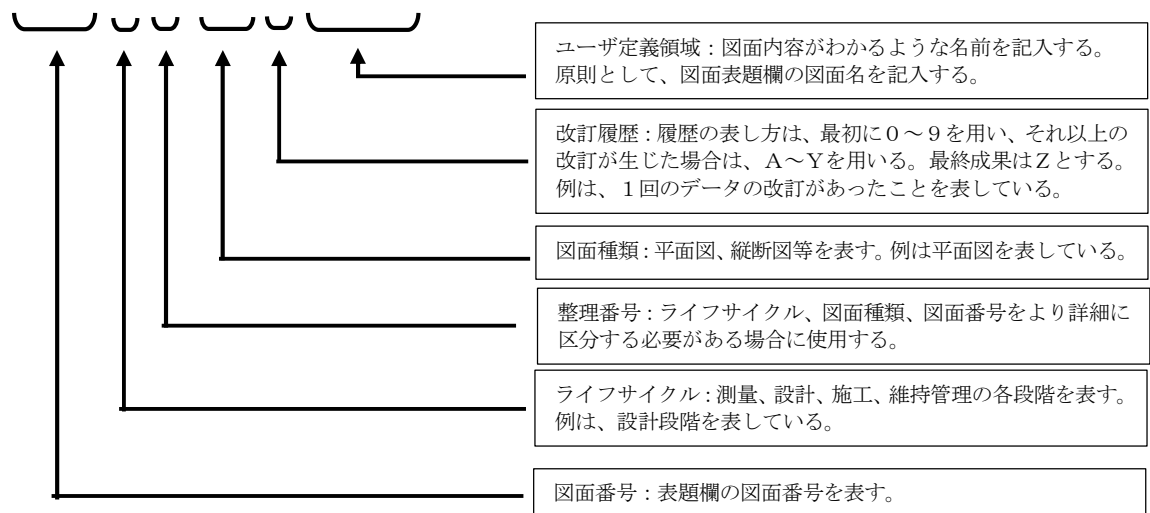 ユーザ定義領域：図面内容がわかるような名前を記入する。
原則として、図面表題欄の図面名を記入する。
改訂履歴：履歴の表し方は、最初に０～９を用い、それ以上の
改訂が生じた場合は、Ａ～Ｙを用いる。最終成果はＺとする。
例は、１回のデータの改訂があったことを表している。
図面種類：平面図、縦断図等を表す。例は平面図を表している。
整理番号：ライフサイクル、図面種類、図面番号をより詳細に
区分する必要がある場合に使用する。
ライフサイクル：測量、設計、施工、維持管理の各段階を表す。
例は、設計段階を表している。
図面番号：表題欄の図面番号を表す。